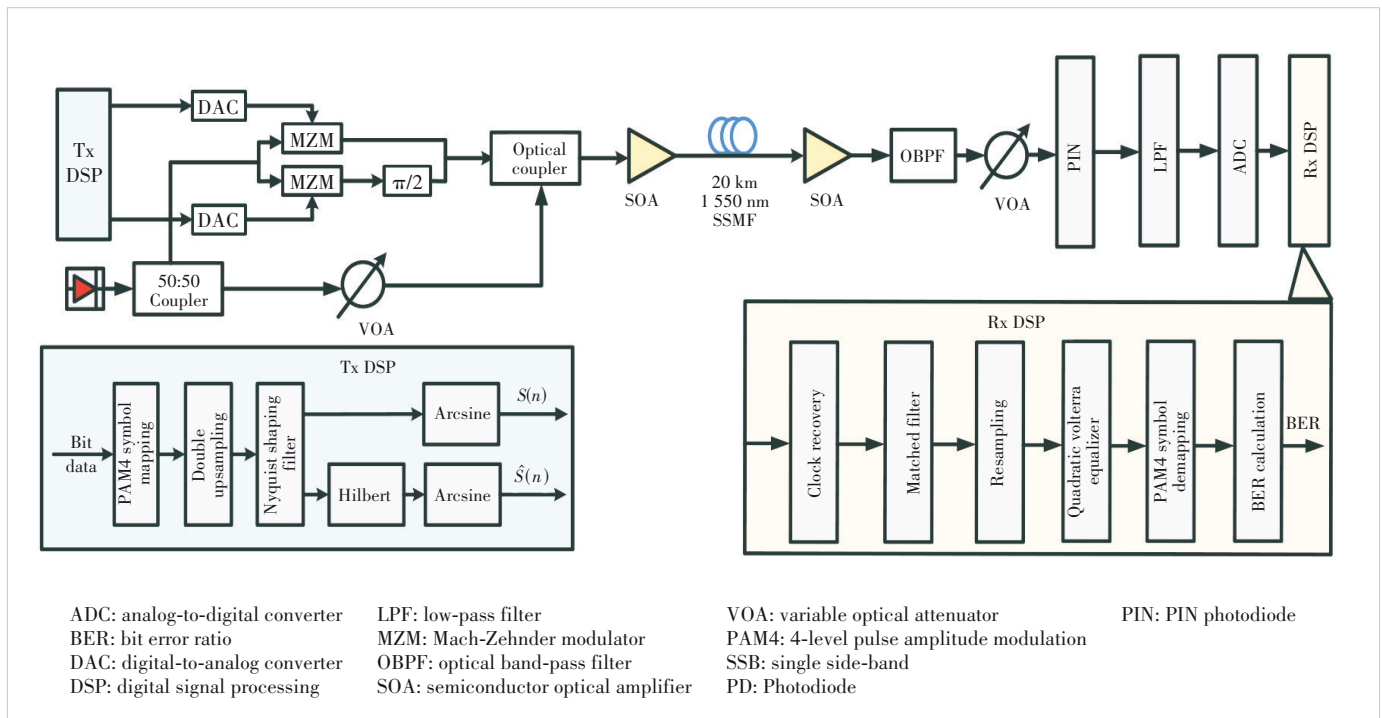 Tx
DSP
DAC
MZM
MZM
π/2
DAC
50:50
Coupler
VOA
Optical
coupler
SOA
20 km
1 550 nm
SSMF
SOA
OBPF
VOA
PIN
LPF
ADC
Rx DSP
Tx DSP
Bit
data
PAM4 symbol
mapping
Double
upsampling
Nyquist shaping
filter
Arcsine
S(n)
Hilbert
Arcsine
Ŝ(n)
Rx DSP
Clock recovery
Matched filter
Resampling
Quadratic volterra
equalizer
PAM4 symbol
demapping
BER calculation
BER
ADC: analog-to-digital converter
BER: bit error ratio
DAC: digital-to-analog converter
DSP: digital signal processing
LPF: low-pass filter
MZM: Mach-Zehnder modulator
OBPF: optical band-pass filter
SOA: semiconductor optical amplifier
VOA: variable optical attenuator
PAM4: 4-level pulse amplitude modulation
SSB: single side-band
PD: Photodiode
PIN: PIN photodiode